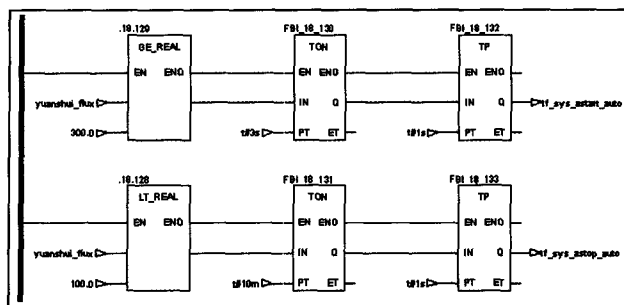 .18.129 FBI_18_130 FBI_18_132
GE_REAL TON TP
EN ENO EN ENO EN ENO
yuanshui_flux IN Q IN Q tf_sys_astart_auto
300.0 t#3s PT ET t#1s PT ET
.18.128 FBI_18_131 FBI_18_133
LT_REAL TON TP
EN ENO EN ENO EN ENO
yuanshui_flux IN Q IN Q tf_sys_astop_auto
100.0 t#10m PT ET t#1s PT ET